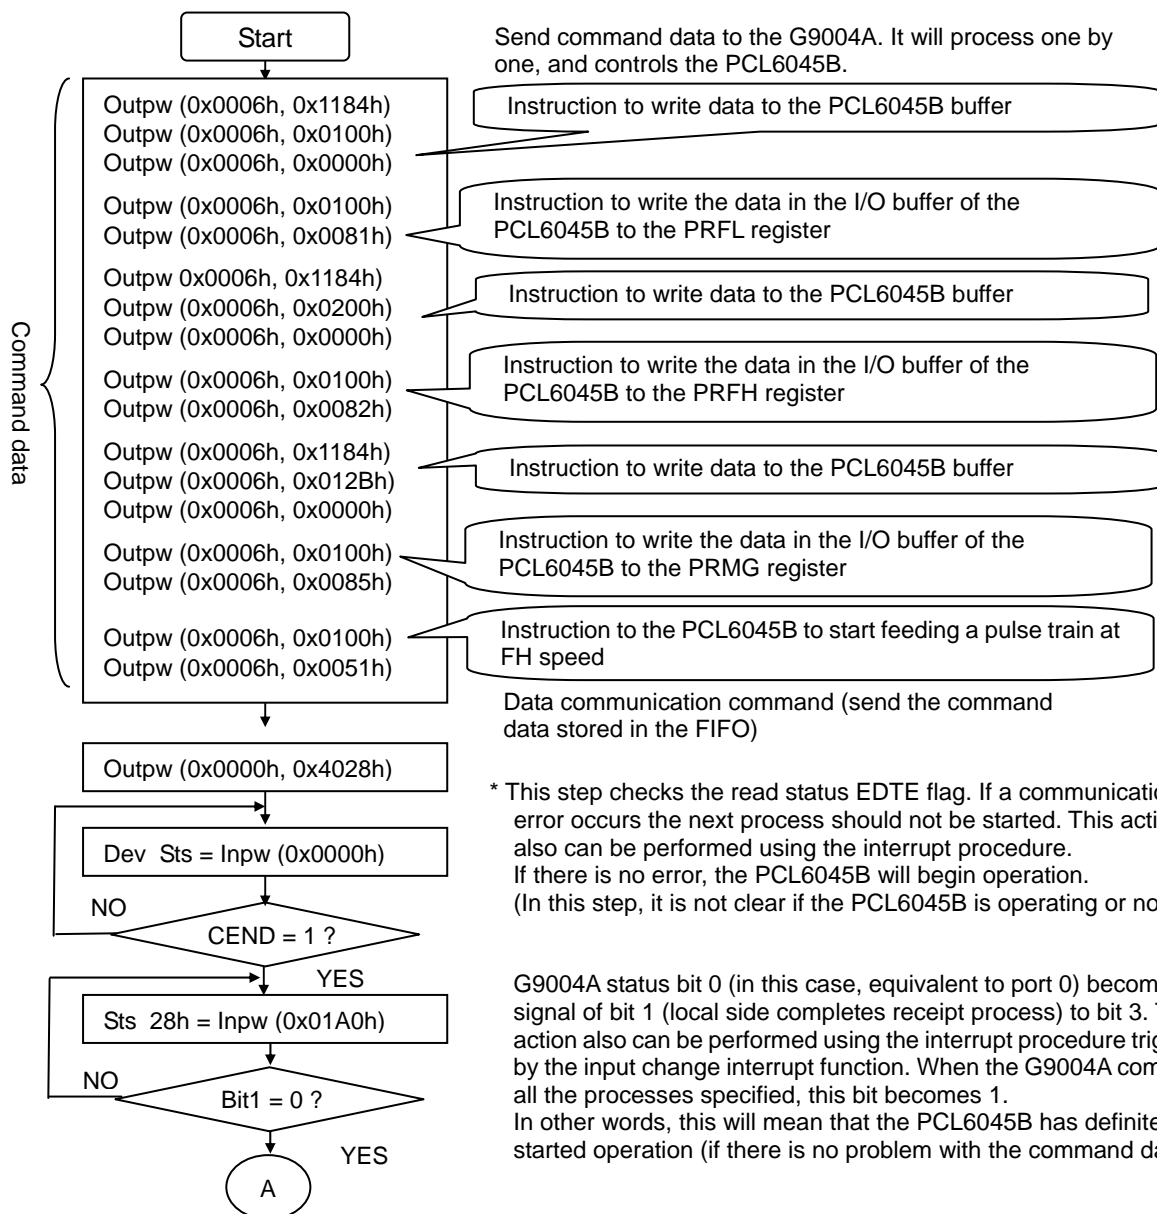 Start
Send command data to the G9004A. It will process one by
one, and controls the PCL6045B.
Command data
Outpw (0x0006h, 0x1184h)
Outpw (0x0006h, 0x0100h)
Outpw (0x0006h, 0x0000h)
Instruction to write data to the PCL6045B buffer
Outpw (0x0006h, 0x0100h)
Outpw (0x0006h, 0x0081h)
Instruction to write the data in the I/O buffer of the
PCL6045B to the PRFL register
Outpw 0x0006h, 0x1184h)
Outpw (0x0006h, 0x0200h)
Outpw (0x0006h, 0x0000h)
Instruction to write data to the PCL6045B buffer
Outpw (0x0006h, 0x0100h)
Outpw (0x0006h, 0x0082h)
Instruction to write the data in the I/O buffer of the
PCL6045B to the PRFH register
Outpw (0x0006h, 0x1184h)
Outpw (0x0006h, 0x012Bh)
Outpw (0x0006h, 0x0000h)
Instruction to write data to the PCL6045B buffer
Outpw (0x0006h, 0x0100h)
Outpw (0x0006h, 0x0085h)
Instruction to write the data in the I/O buffer of the
PCL6045B to the PRMG register
Outpw (0x0006h, 0x0100h)
Outpw (0x0006h, 0x0051h)
Instruction to the PCL6045B to start feeding a pulse train at
FH speed
Data communication command (send the command
data stored in the FIFO)
Outpw (0x0000h, 0x4028h)
* This step checks the read status EDTE flag. If a communicatio
error occurs the next process should not be started. This acti
also can be performed using the interrupt procedure.
If there is no error, the PCL6045B will begin operation.
(In this step, it is not clear if the PCL6045B is operating or no
Dev Sts = Inpw (0x0000h)
NO
CEND = 1 ?
YES
G9004A status bit 0 (in this case, equivalent to port 0) becom
signal of bit 1 (local side completes receipt process) to bit 3.
action also can be performed using the interrupt procedure trig
by the input change interrupt function. When the G9004A com
all the processes specified, this bit becomes 1.
In other words, this will mean that the PCL6045B has definite
started operation (if there is no problem with the command da
Sts 28h = Inpw (0x01A0h)
NO
Bit1 = 0 ?
YES
A